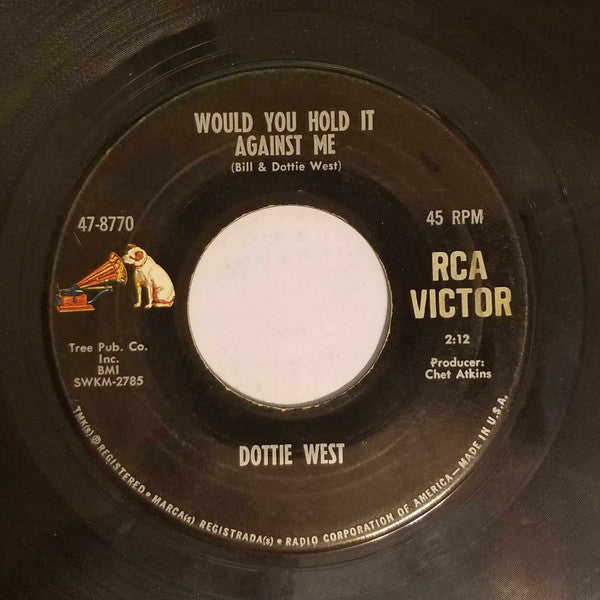 WOULD YOU HOLD IT
AGAINST ME
(Bill & Dottie West)
47-8770
45 RPM
RCA
VICTOR
Tree Pub. Co.
Inc.
BMI
SWKM-2785
2:12
Producer:
Chet Atkins
DOTTIE WEST
TMK(s) ® REGISTERED • MARCA(s) REGISTRADA(s) • RADIO CORPORATION OF AMERICA—MADE IN U.S.A.